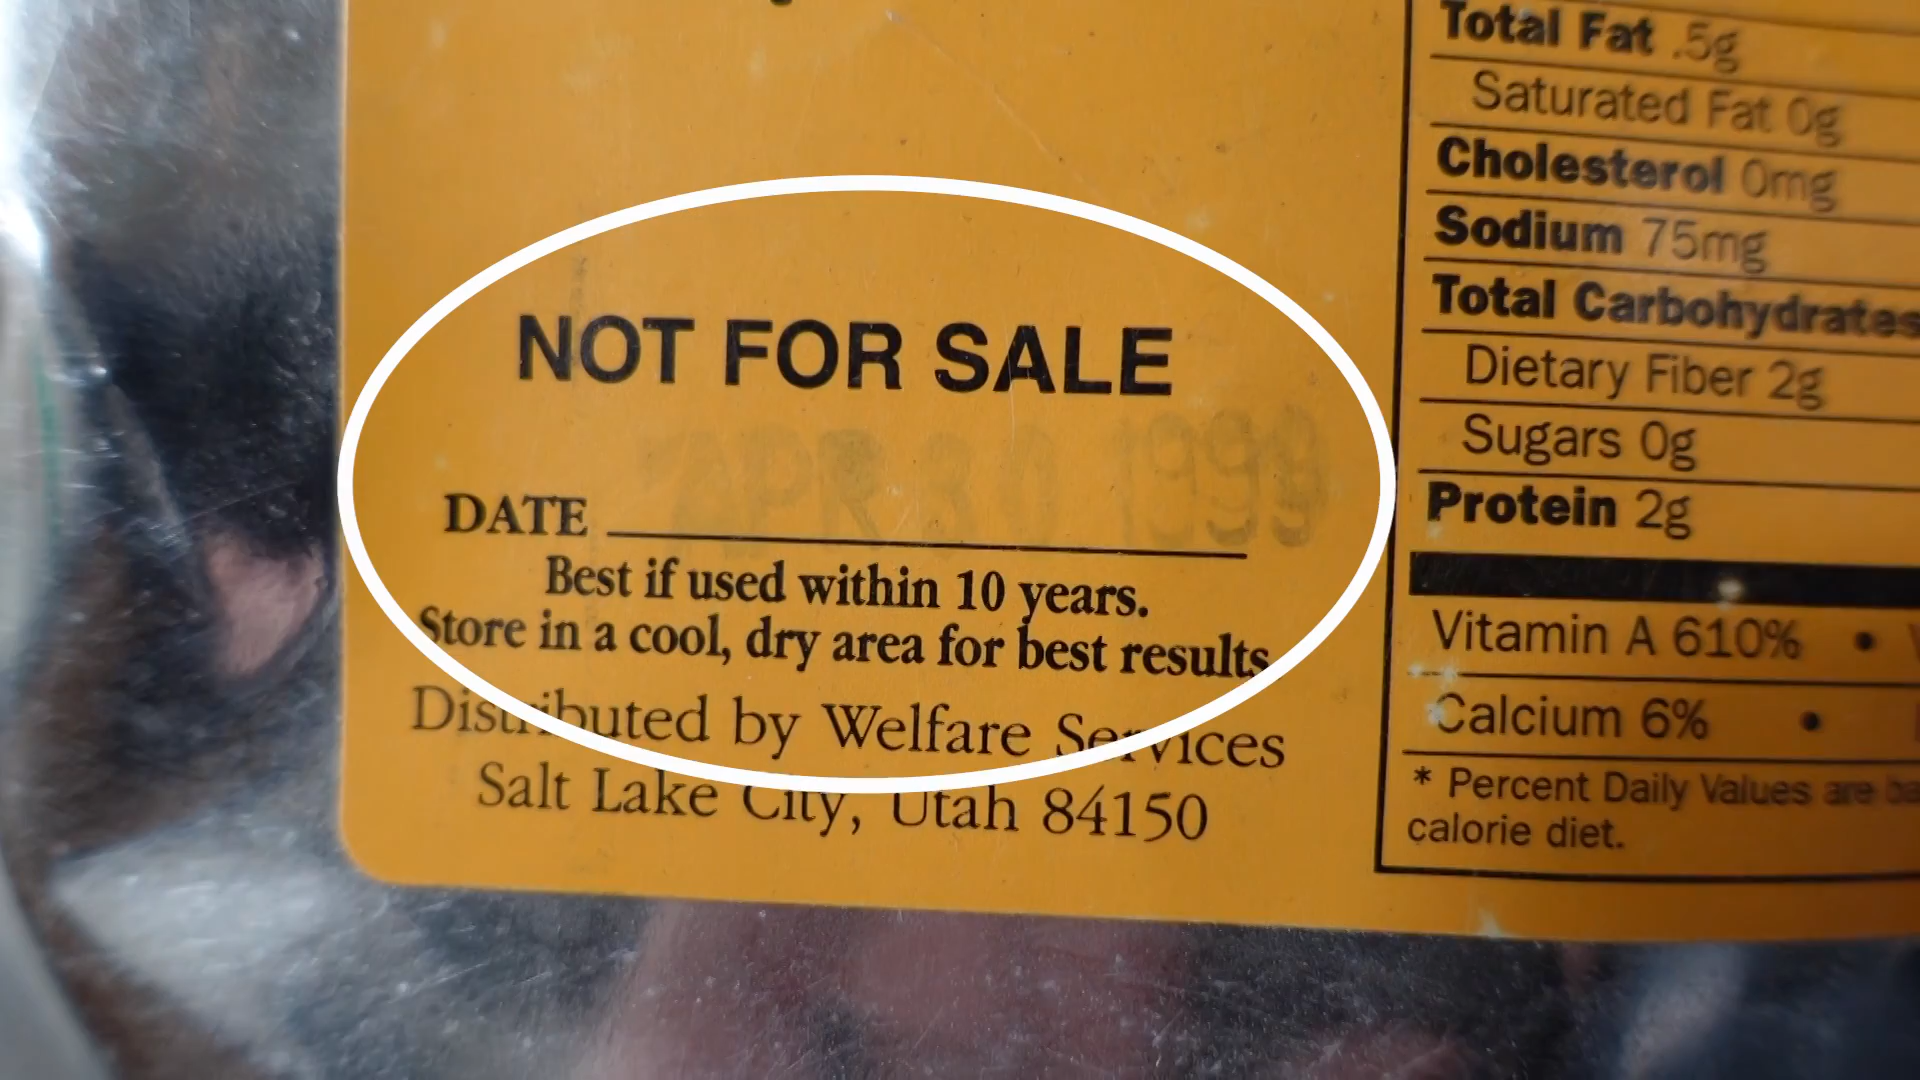 NOT FOR SALE
APR 30 1999
DATE
Best if used within 10 years.
Store in a cool, dry area for best results
Distributed by Welfare Services
Salt Lake City, Utah 84150
Total Fat .5g
Saturated Fat 0g
Cholesterol 0mg
Sodium 75mg
Total Carbohydrates
Dietary Fiber 2g
Sugars 0g
Protein 2g
Vitamin A 610% •
Calcium 6% •
* Percent Daily Values are
calorie diet.